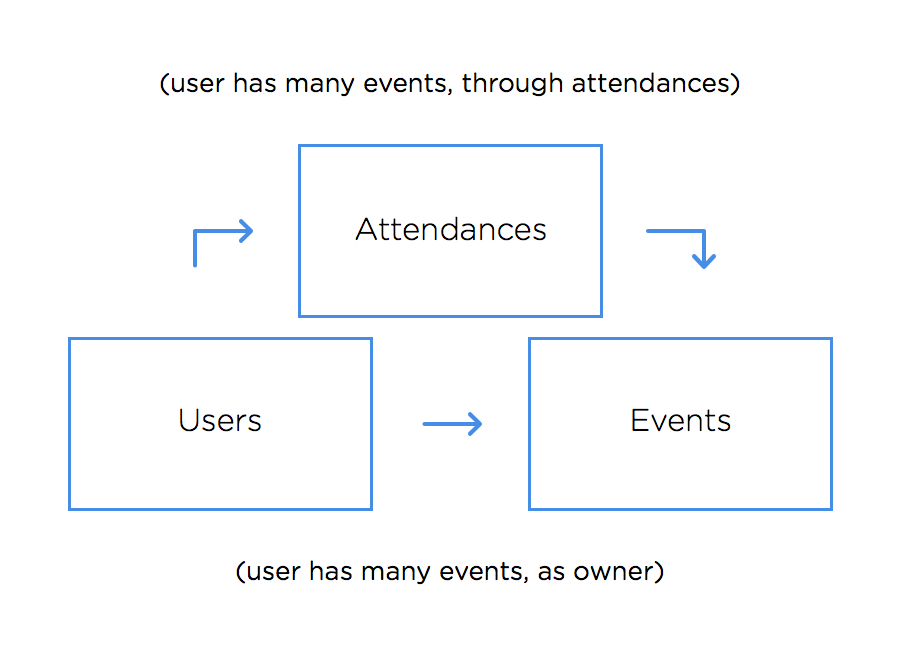 (user has many events, through attendances)
Attendances
Users
Events
(user has many events, as owner)